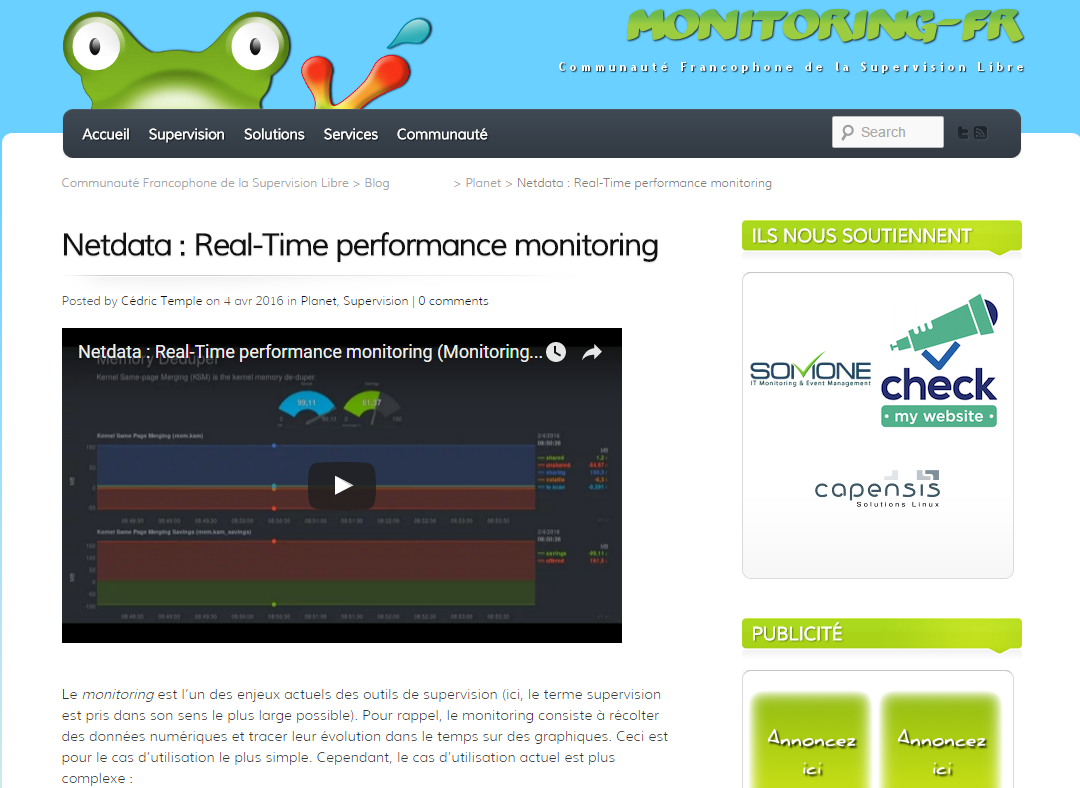 MONITORING-FR
Communauté Francophone de la Supervision Libre
Accueil Supervision Solutions Services Communauté
Search
Communauté Francophone de la Supervision Libre > Blog > Planet > Netdata : Real-Time performance monitoring
Netdata : Real-Time performance monitoring
Posted by Cédric Temple on 4 avr 2016 in Planet, Supervision | 0 comments
Netdata : Real-Time performance monitoring (Monitoring...
Memory Deduper
Kernel Same-page Merging (KSM) is the kernel memory de-duper.
99,11
61,37
Kernel Same Page Merging (mem.ksm)
Kernel Same Page Merging Savings (mem.ksm_savings)
Le monitoring est l'un des enjeux actuels des outils de supervision (ici, le terme supervision
est pris dans son sens le plus large possible). Pour rappel, le monitoring consiste à récolter
des données numériques et tracer leur évolution dans le temps sur des graphiques. Ceci est
pour le cas d'utilisation le plus simple. Cependant, le cas d'utilisation actuel est plus
complexe :
ILS NOUS SOUTIENNENT
SOMONE
IT Monitoring & Event Management
check
my website
capensis
Solutions Linux
PUBLICITÉ
Annoncez
ici
Annoncez
ici